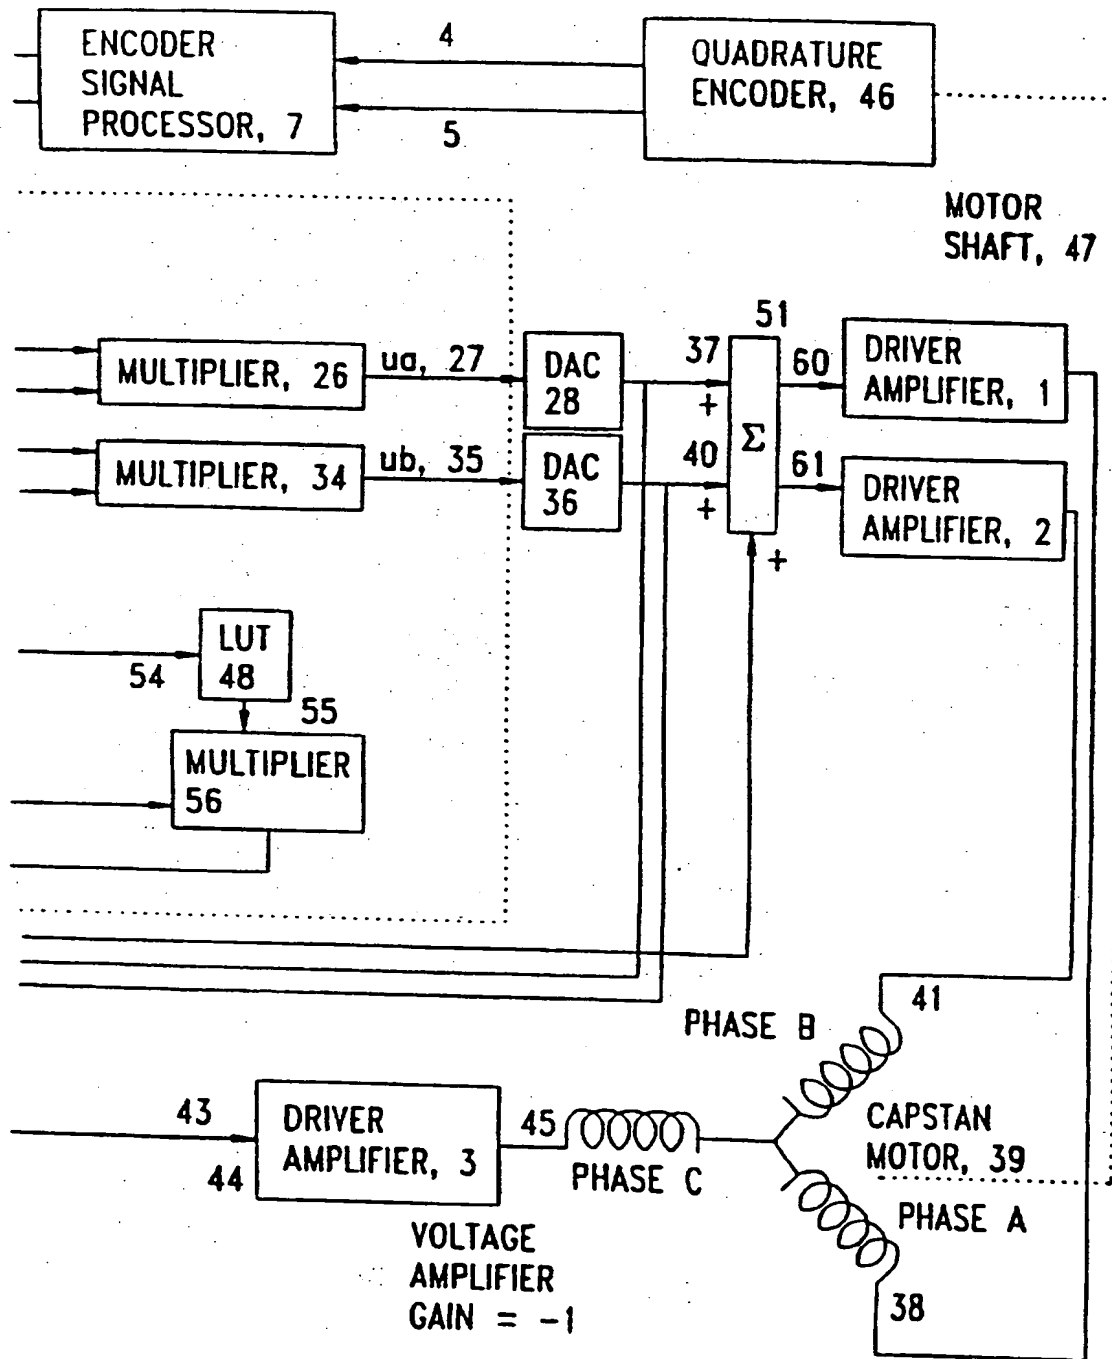 ENCODER
SIGNAL
PROCESSOR, 7
4
5
QUADRATURE
ENCODER, 46
MOTOR
SHAFT, 47
MULTIPLIER, 26
ua, 27
DAC
28
37
+
51
Σ
60
DRIVER
AMPLIFIER, 1
MULTIPLIER, 34
ub, 35
DAC
36
40
+
61
DRIVER
AMPLIFIER, 2
+
54
LUT
48
55
MULTIPLIER
56
PHASE B
41
43
44
DRIVER
AMPLIFIER, 3
45
PHASE C
CAPSTAN
MOTOR, 39
PHASE A
38
VOLTAGE
AMPLIFIER
GAIN = -1